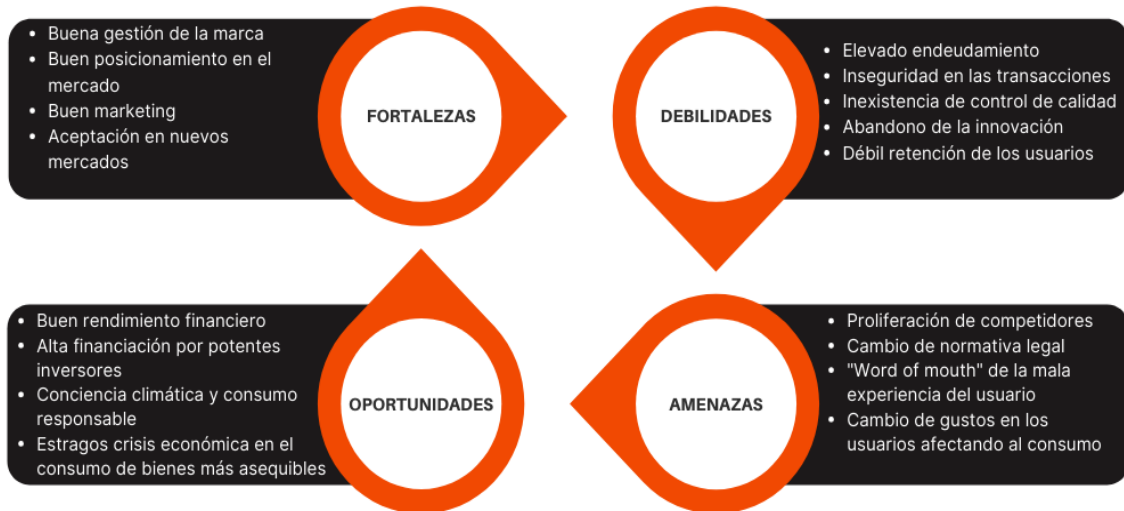 • Buena gestión de la marca
• Buen posicionamiento en el
mercado
• Buen marketing
• Aceptación en nuevos
mercados
FORTALEZAS
DEBILIDADES
• Elevado endeudamiento
• Inseguridad en las transacciones
• Inexistencia de control de calidad
• Abandono de la innovación
• Débil retención de los usuarios
• Buen rendimiento financiero
• Alta financiación por potentes
inversores
• Conciencia climática y consumo
responsable
• Estragos crisis económica en el
consumo de bienes más asequibles
OPORTUNIDADES
AMENAZAS
• Proliferación de competidores
• Cambio de normativa legal
• "Word of mouth" de la mala
experiencia del usuario
• Cambio de gustos en los
usuarios afectando al consumo